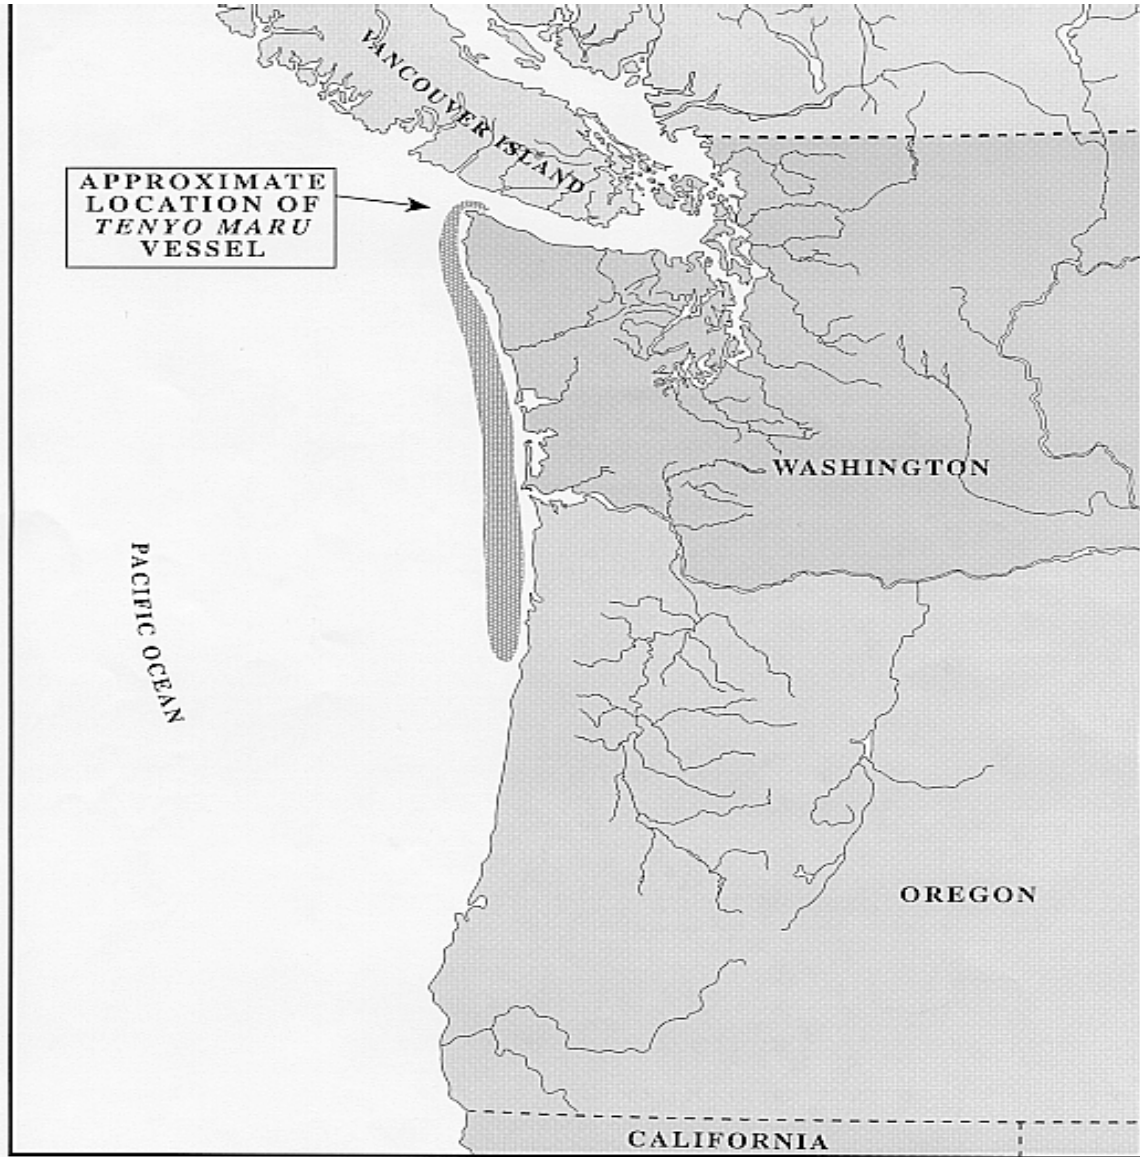 VANCOUVER ISLAND
APPROXIMATE
LOCATION OF
TENYO MARU
VESSEL
WASHINGTON
PACIFIC OCEAN
OREGON
CALIFORNIA